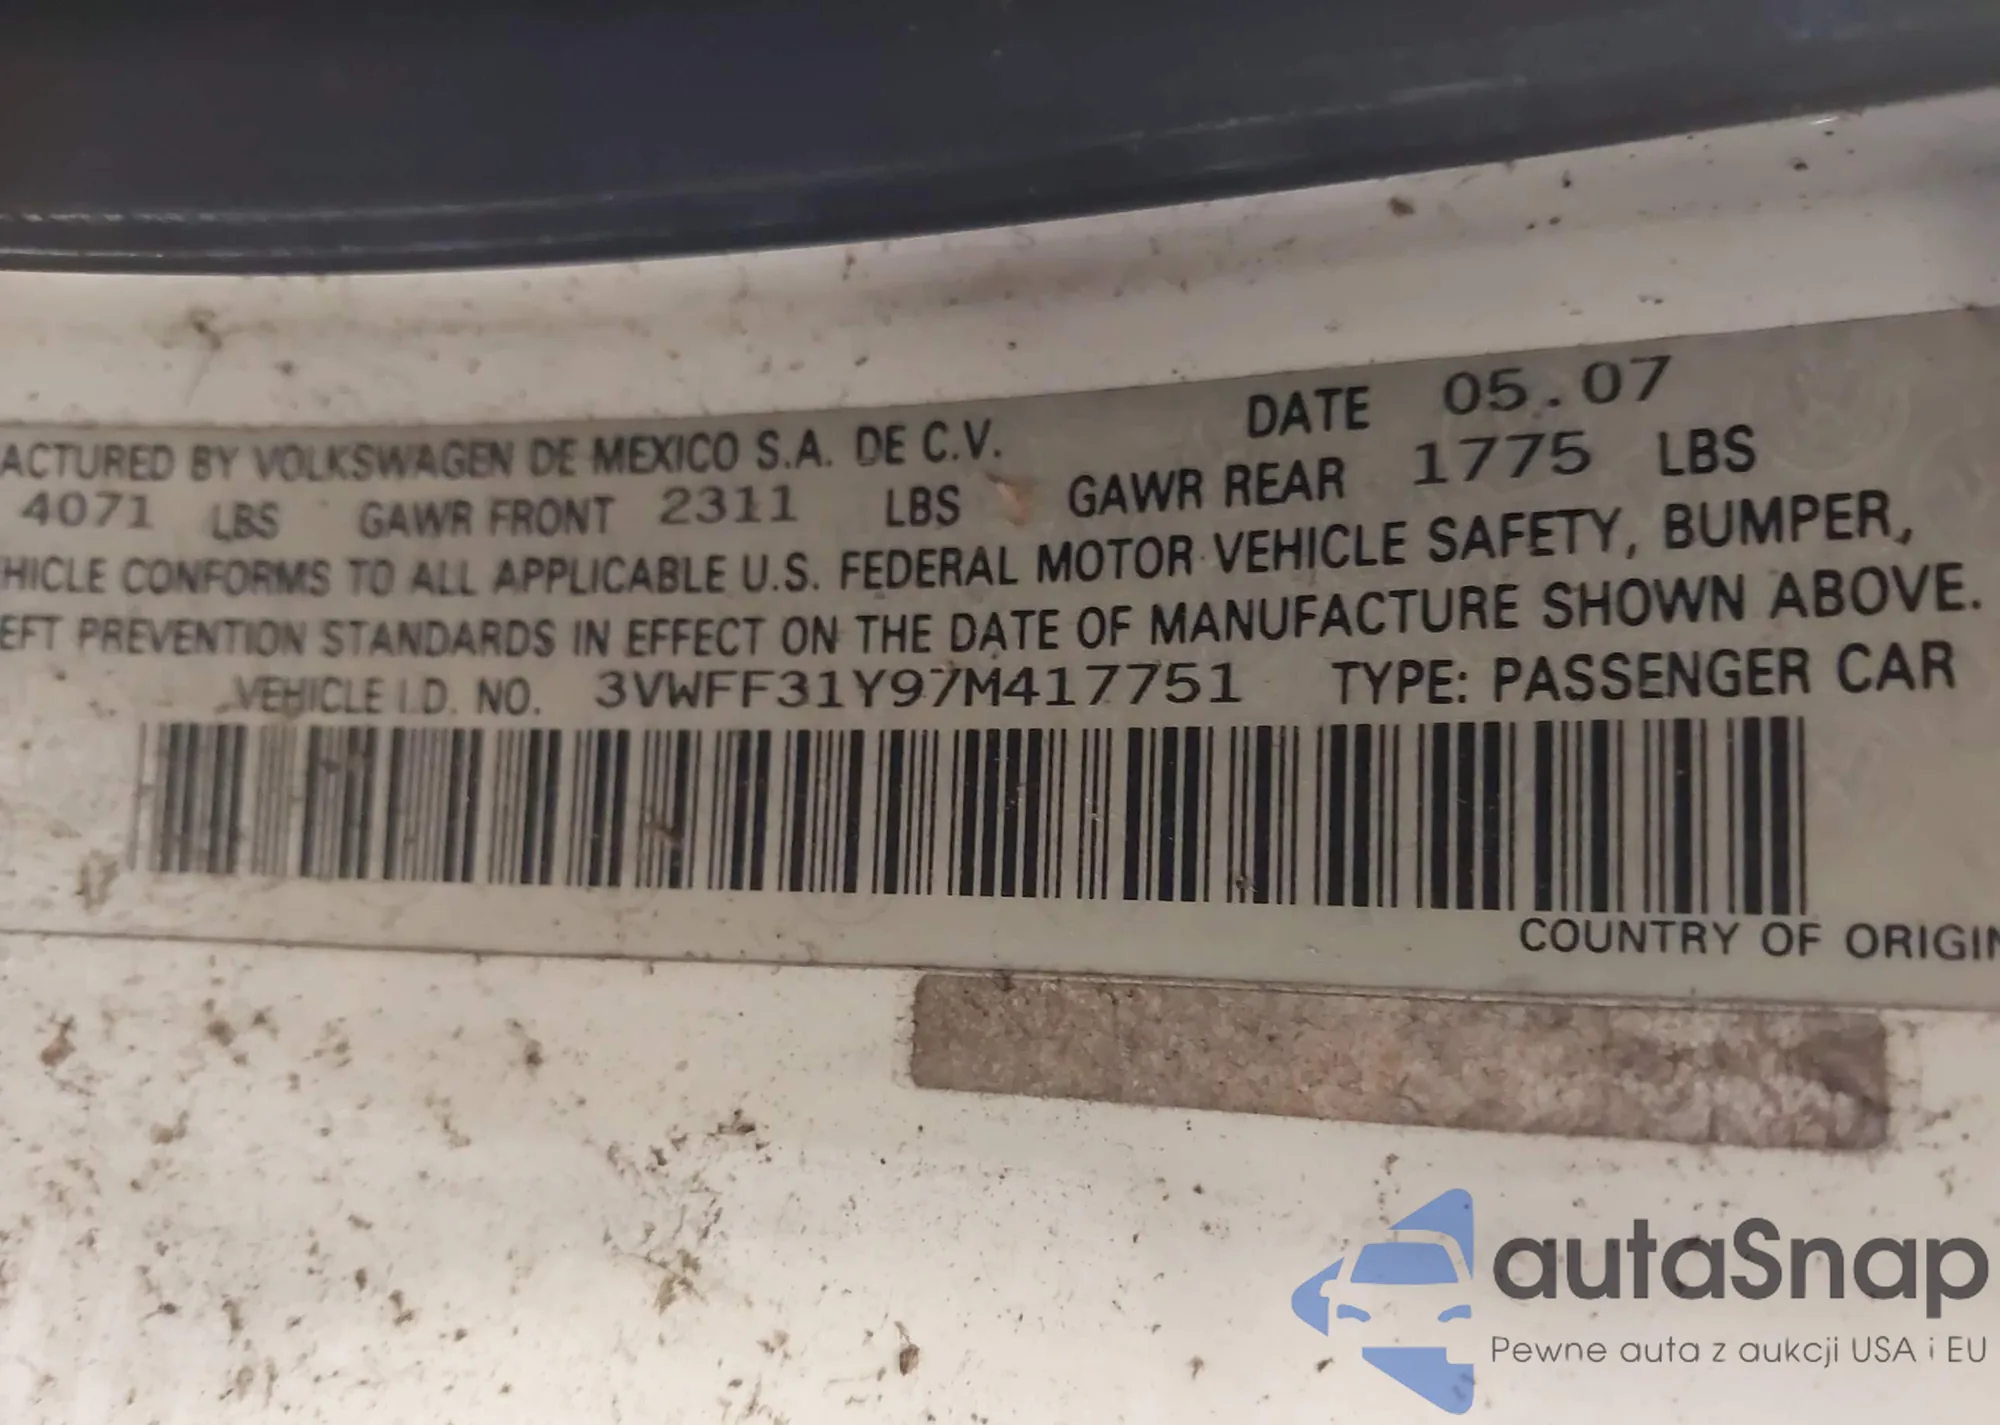 ACTURED BY VOLKSWAGEN DE MEXICO S.A. DE C.V. DATE 05.07
4071 LBS GAWR FRONT 2311 LBS GAWR REAR 1775 LBS
HICLE CONFORMS TO ALL APPLICABLE U.S. FEDERAL MOTOR VEHICLE SAFETY, BUMPER,
EFT PREVENTION STANDARDS IN EFFECT ON THE DATE OF MANUFACTURE SHOWN ABOVE.
VEHICLE I.D. NO. 3VWFF31Y97M417751 TYPE: PASSENGER CAR
COUNTRY OF ORIGIN
autaSnap
Pewne auta z aukcji USA i EU